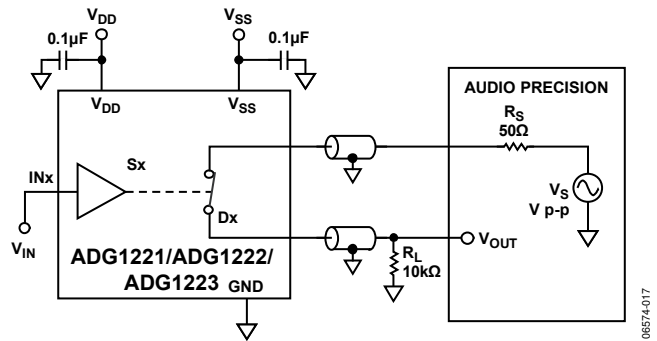 VDD
VSS
0.1µF
0.1µF
VDD
VSS
AUDIO PRECISION
RS
50Ω
INx
Sx
VS
V p-p
Dx
VIN
VOUT
ADG1221/ADG1222/
ADG1223
GND
RL
10kΩ
06574-017